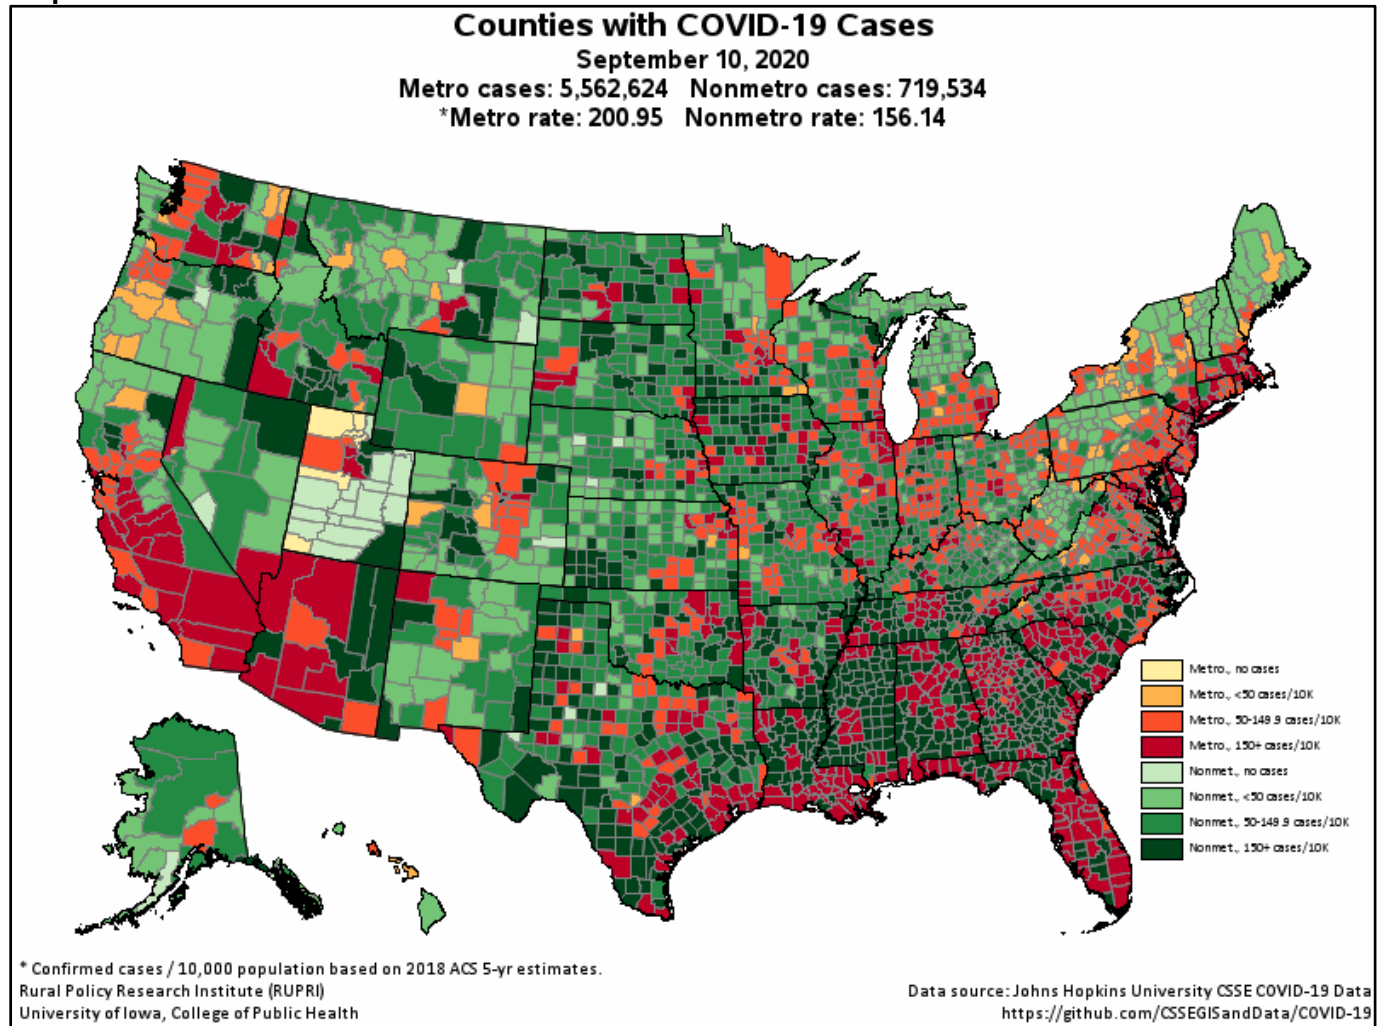 Counties with COVID-19 Cases
September 10, 2020
Metro cases: 5,562,624 Nonmetro cases: 719,534
*Metro rate: 200.95 Nonmetro rate: 156.14
Metro., no cases
Metro., <50 cases/10K
Metro., 50-149.9 cases/10K
Metro., 150+ cases/10K
Nonmet., no cases
Nonmet., <50 cases/10K
Nonmet., 50-149.9 cases/10K
Nonmet., 150+ cases/10K
* Confirmed cases / 10,000 population based on 2018 ACS 5-yr estimates.
Rural Policy Research Institute (RUPRI)
University of Iowa, College of Public Health
Data source: Johns Hopkins University CSSE COVID-19 Data
https://github.com/CSSEGISandData/COVID-19